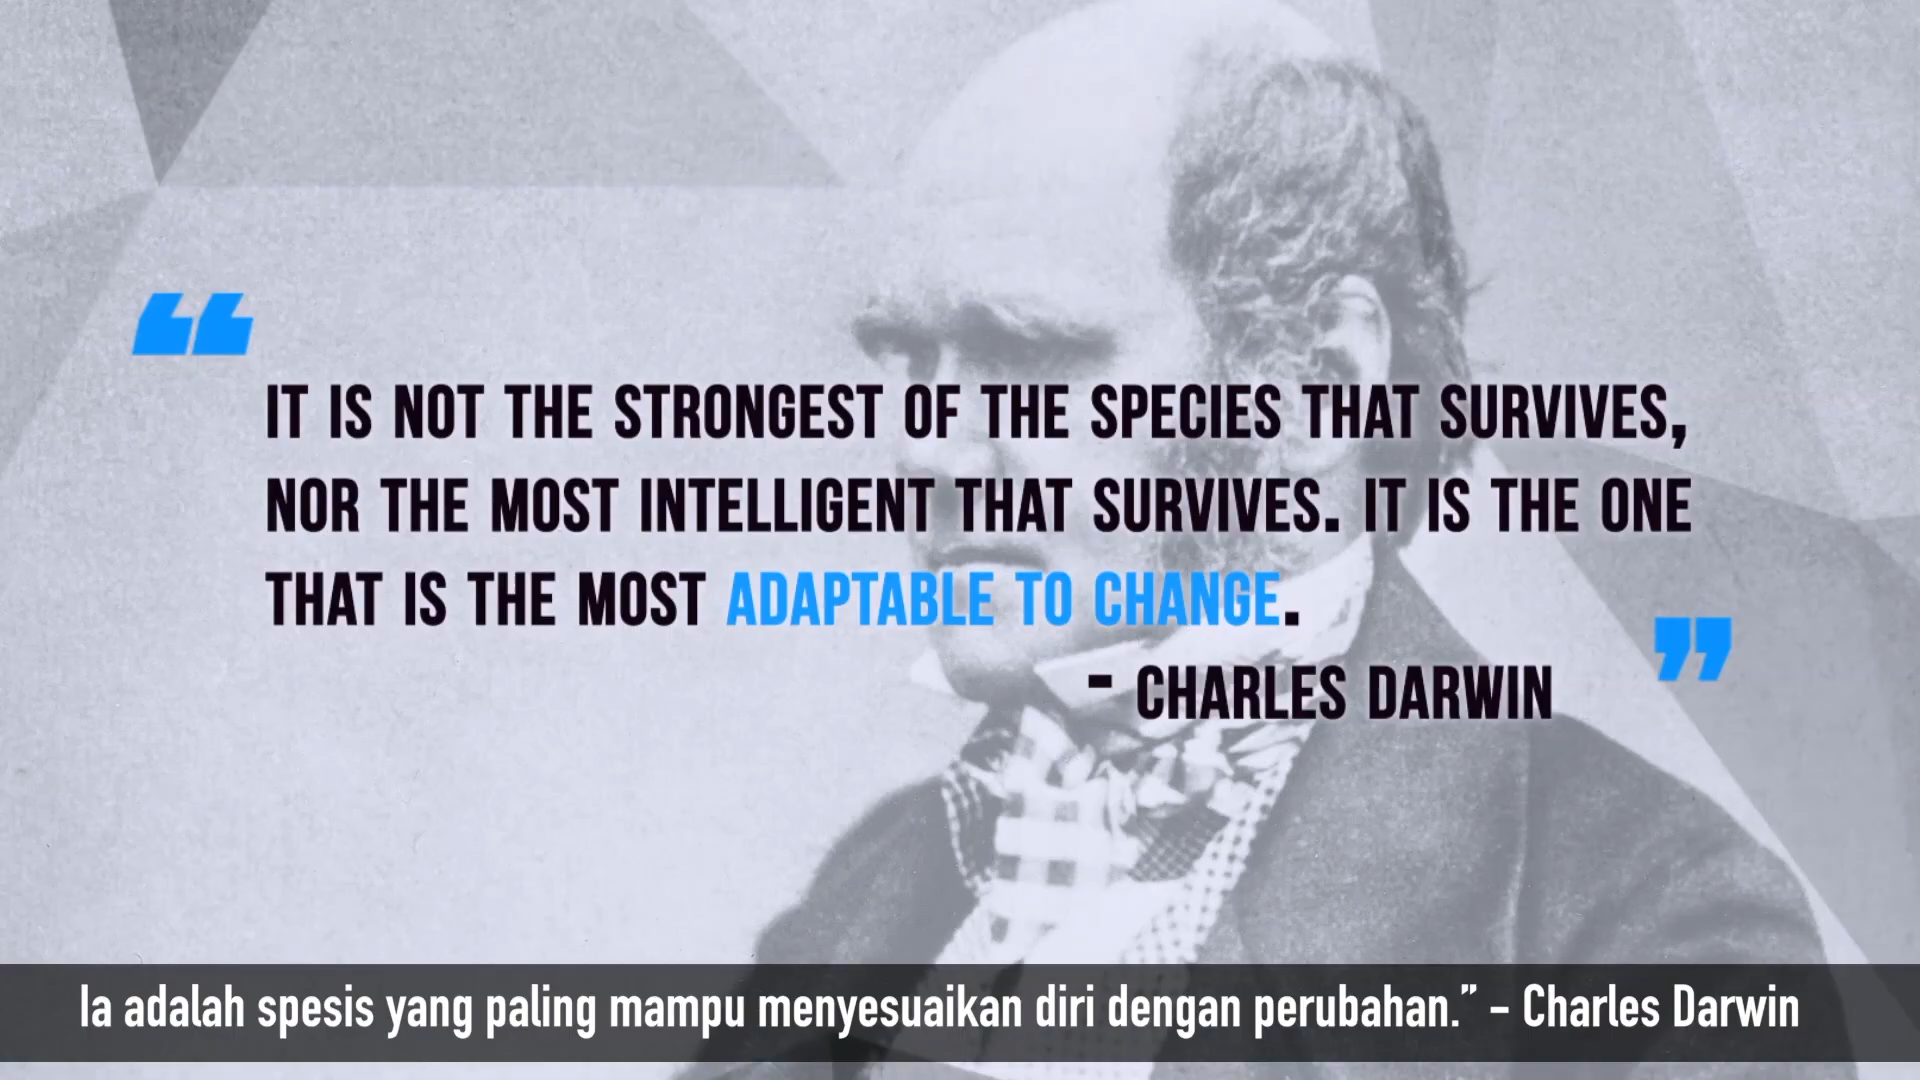 “
IT IS NOT THE STRONGEST OF THE SPECIES THAT SURVIVES,
NOR THE MOST INTELLIGENT THAT SURVIVES. IT IS THE ONE
THAT IS THE MOST ADAPTABLE TO CHANGE.
- CHARLES DARWIN ”
Ia adalah spesis yang paling mampu menyesuaikan diri dengan perubahan.” – Charles Darwin